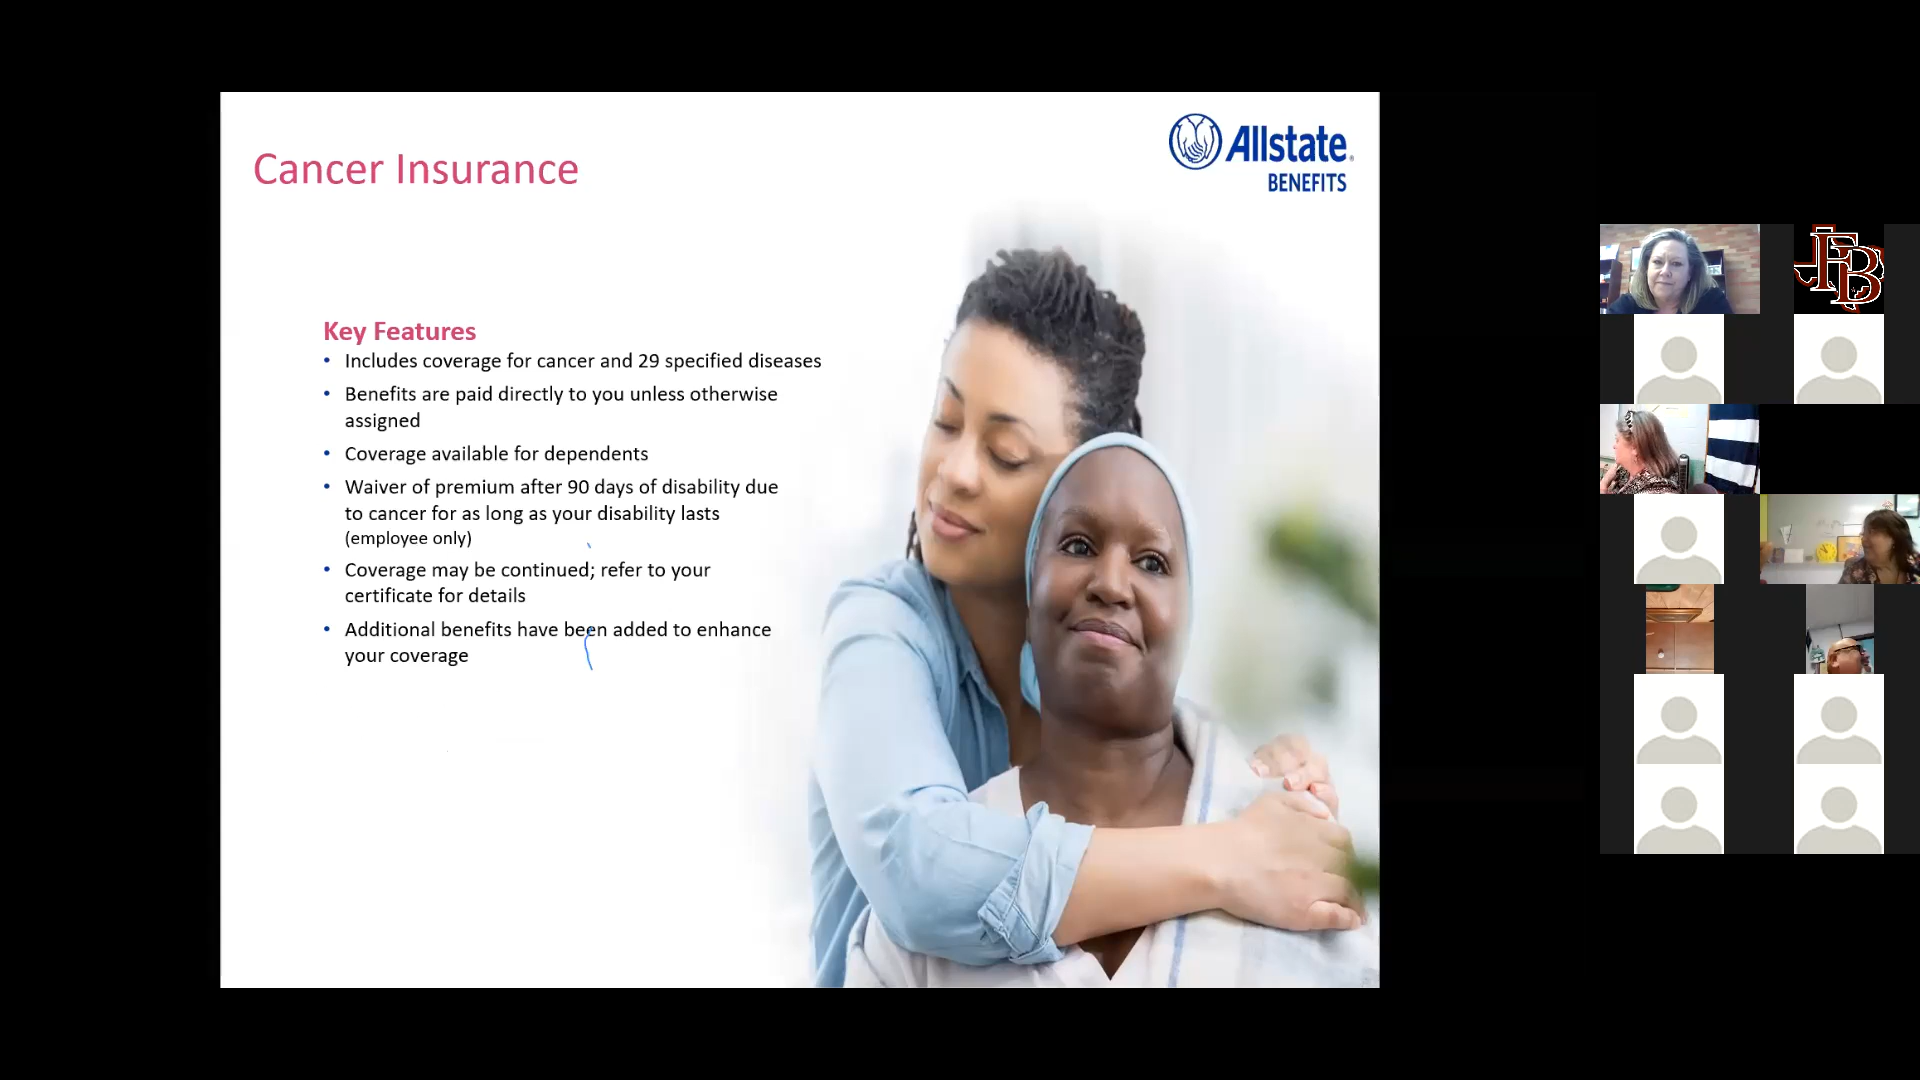 Cancer Insurance
Allstate
BENEFITS
Key Features
• Includes coverage for cancer and 29 specified diseases
• Benefits are paid directly to you unless otherwise
assigned
• Coverage available for dependents
• Waiver of premium after 90 days of disability due
to cancer for as long as your disability lasts
(employee only)
• Coverage may be continued; refer to your
certificate for details
• Additional benefits have been added to enhance
your coverage
FB